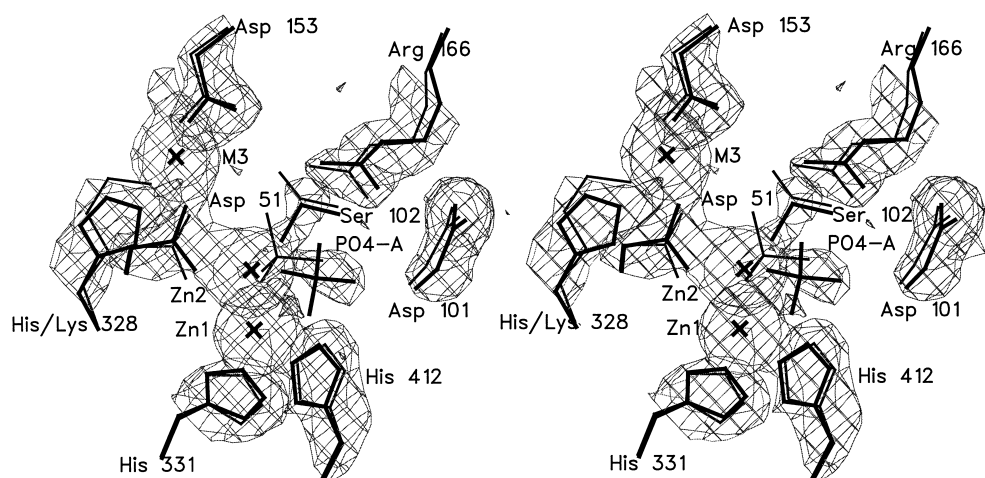 Asp 153
Arg 166
M3
Asp 51
Ser 102
PO4-A
Zn2
Asp 101
His/Lys 328
Zn1
His 412
His 331
Asp 153
Arg 166
M3
Asp 51
Ser 102
PO4-A
Zn2
Asp 101
His/Lys 328
Zn1
His 412
His 331